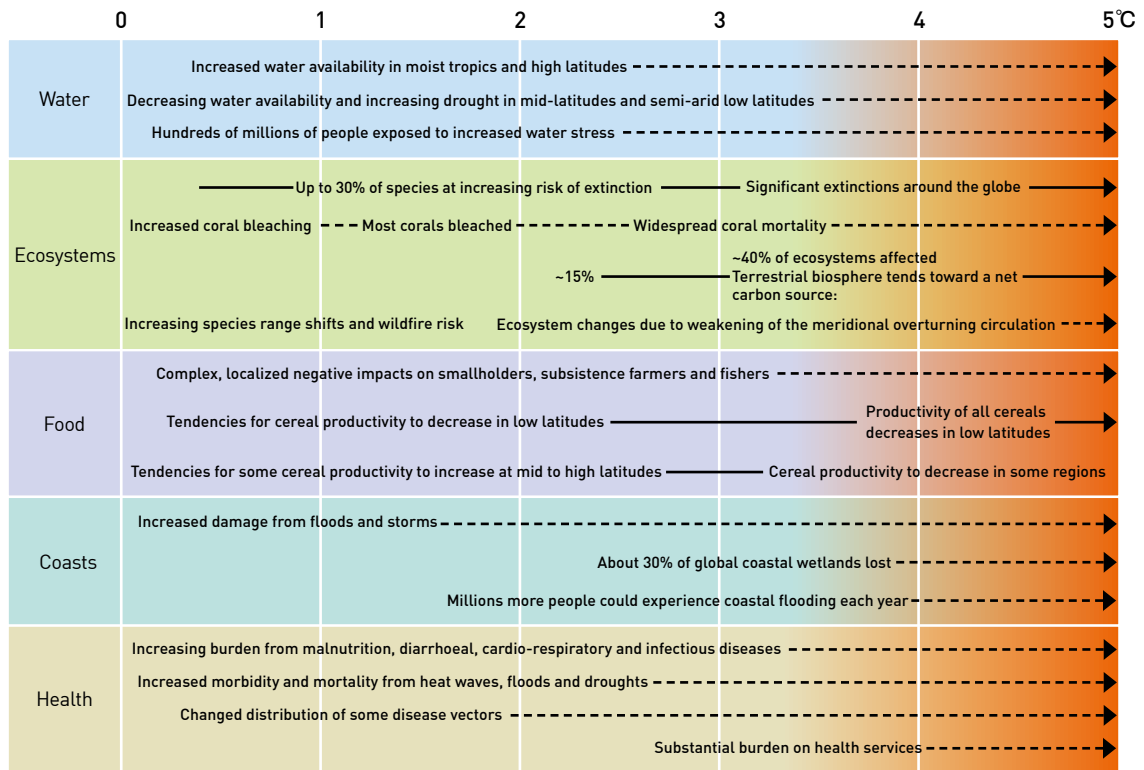 0 1 2 3 4 5°C
Water
Increased water availability in moist tropics and high latitudes
Decreasing water availability and increasing drought in mid-latitudes and semi-arid low latitudes
Hundreds of millions of people exposed to increased water stress
Ecosystems
Up to 30% of species at increasing risk of extinction
Significant extinctions around the globe
Increased coral bleaching
Most corals bleached
Widespread coral mortality
~15%
~40% of ecosystems affected
Terrestrial biosphere tends toward a net
carbon source:
Increasing species range shifts and wildfire risk
Ecosystem changes due to weakening of the meridional overturning circulation
Food
Complex, localized negative impacts on smallholders, subsistence farmers and fishers
Tendencies for cereal productivity to decrease in low latitudes
Productivity of all cereals
decreases in low latitudes
Tendencies for some cereal productivity to increase at mid to high latitudes
Cereal productivity to decrease in some regions
Coasts
Increased damage from floods and storms
About 30% of global coastal wetlands lost
Millions more people could experience coastal flooding each year
Health
Increasing burden from malnutrition, diarrhoeal, cardio-respiratory and infectious diseases
Increased morbidity and mortality from heat waves, floods and droughts
Changed distribution of some disease vectors
Substantial burden on health services